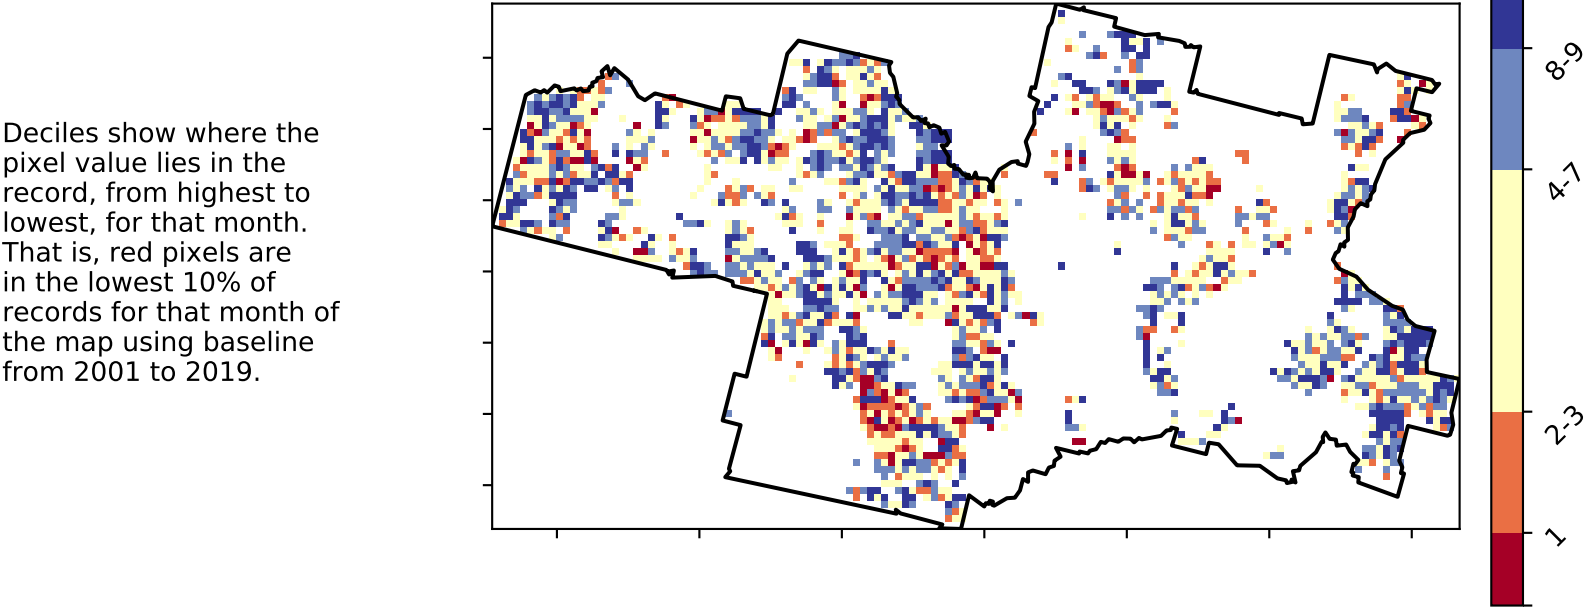 Deciles show where the
pixel value lies in the
record, from highest to
lowest, for that month.
That is, red pixels are
in the lowest 10% of
records for that month of
the map using baseline
from 2001 to 2019.
8-9
4-7
2-3
1